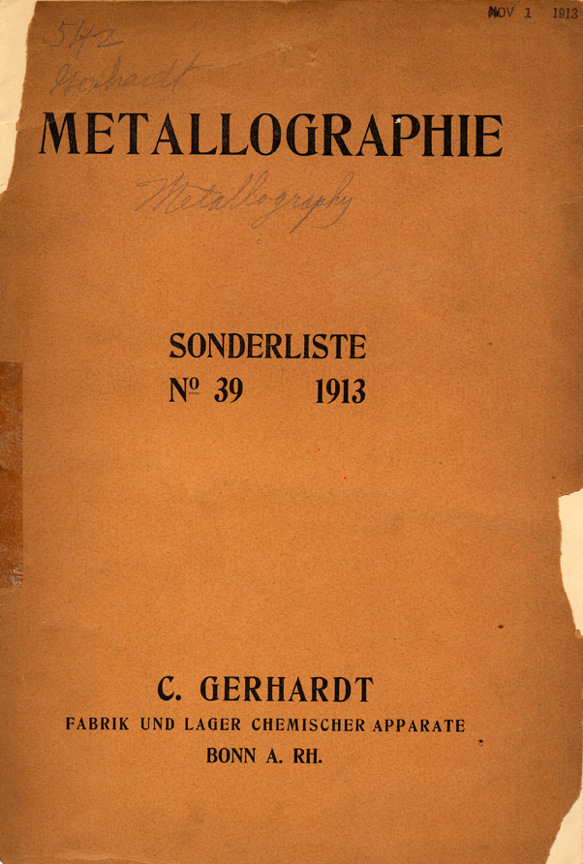 NOV 1 1913
542
Gerhardt
METALLOGRAPHIE
Metallography
SONDERLISTE
Nº 39 1913
C. GERHARDT
FABRIK UND LAGER CHEMISCHER APPARATE
BONN A. RH.